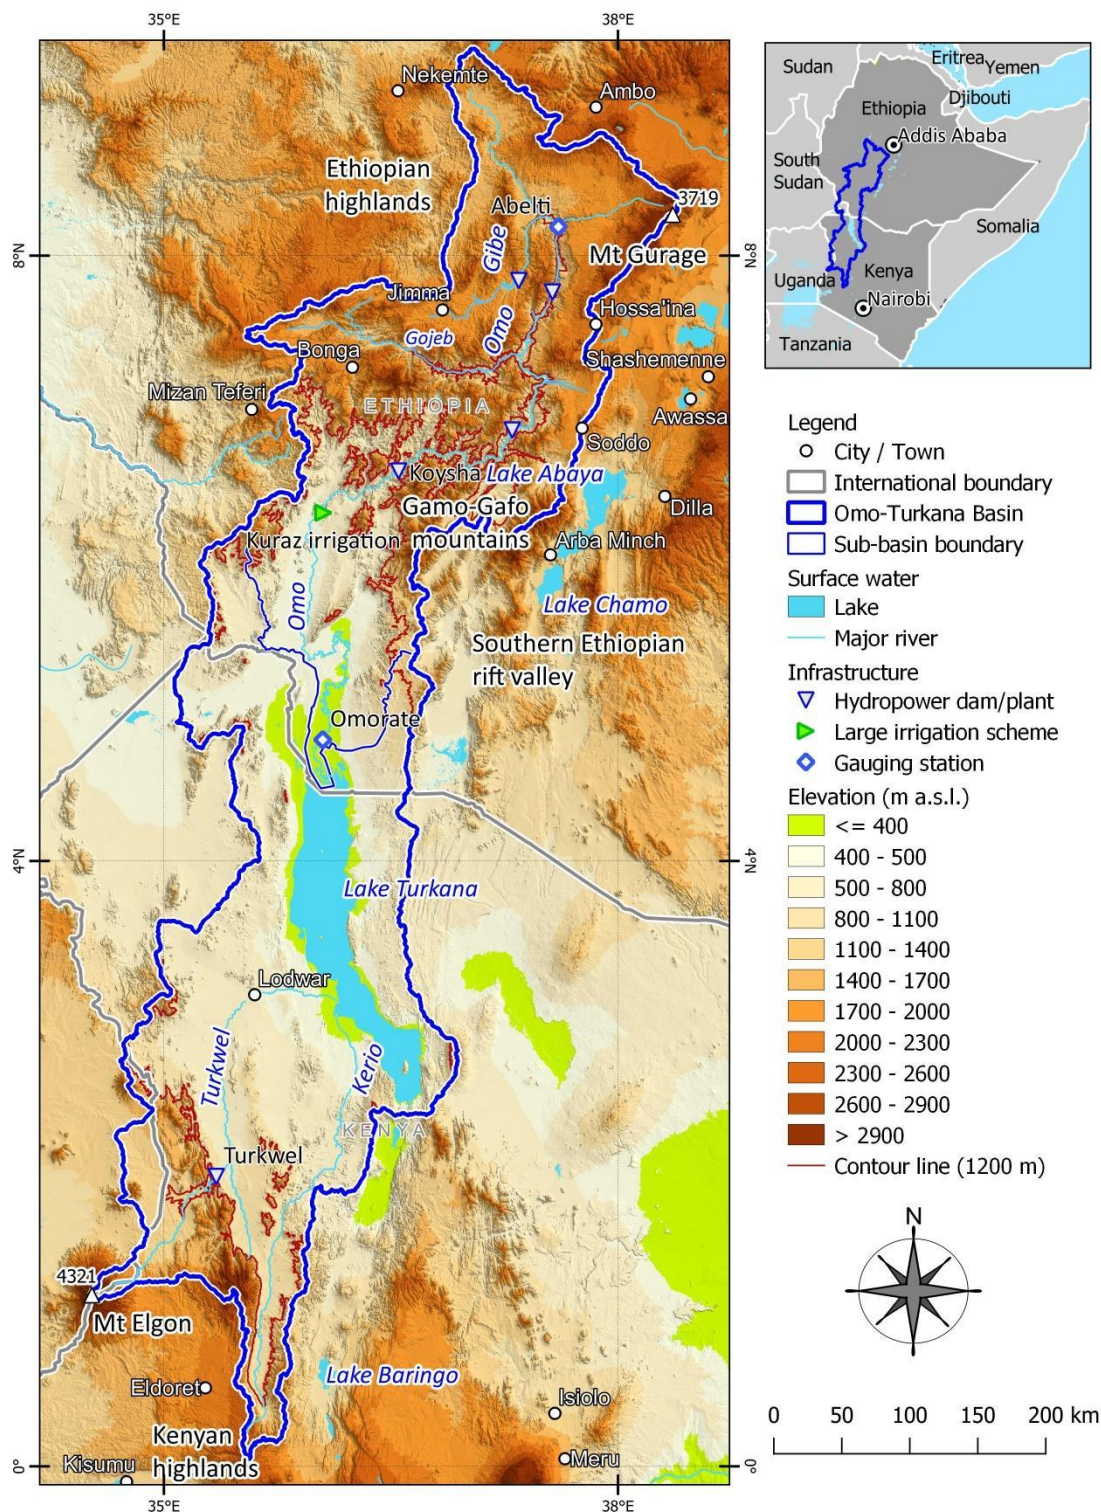 35°E
38°E
Nekemte
Ambo
Ethiopian
highlands
Abelti
3719
Mt Gurage
8°N
8°N
Gibe
Jimma
Omo
Hossa'ina
Gojeb
Bonga
Shashemenne
Mizan Teferi
ETHIOPIA
Awassa
Soddo
Koysha
Lake Abaya
Dilla
Gamo-Gafo
mountains
Kuraz irrigation
Arba Minch
Omo
Lake Chamo
Southern Ethiopian
rift valley
Omorate
4°N
4°N
Lake Turkana
Lodwar
Turkwel
Kerio
KENYA
Turkwel
4321
Mt Elgon
Lake Baringo
Eldoret
Isiolo
Kenyan
highlands
Meru
Kisumu
0°
0°
35°E
38°E
Sudan
Eritrea
Yemen
Djibouti
Ethiopia
Addis Ababa
South
Sudan
Somalia
Uganda
Kenya
Nairobi
Tanzania
Legend
City / Town
International boundary
Omo-Turkana Basin
Sub-basin boundary
Surface water
Lake
Major river
Infrastructure
Hydropower dam/plant
Large irrigation scheme
Gauging station
Elevation (m a.s.l.)
<= 400
400 - 500
500 - 800
800 - 1100
1100 - 1400
1400 - 1700
1700 - 2000
2000 - 2300
2300 - 2600
2600 - 2900
> 2900
Contour line (1200 m)
N
0 50 100 150 200 km